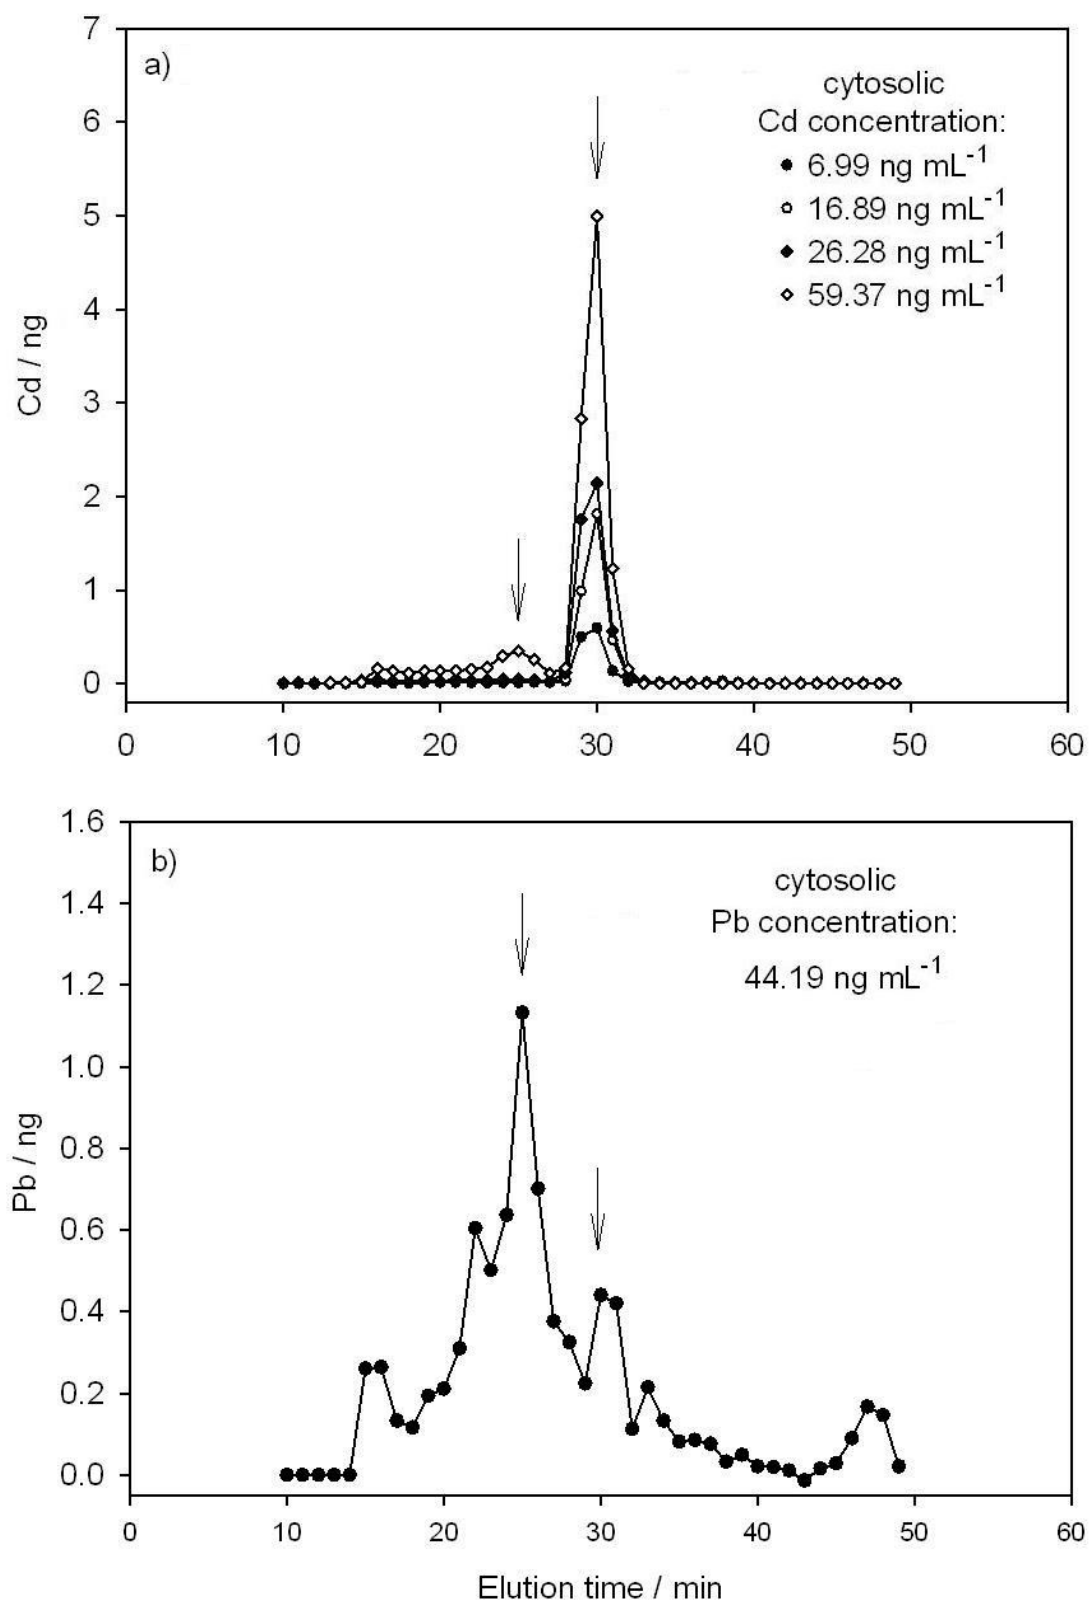 7
a)
cytosolic
Cd concentration:
6
● 6.99 ng mL⁻¹
○ 16.89 ng mL⁻¹
5
◆ 26.28 ng mL⁻¹
◇ 59.37 ng mL⁻¹
4
Cd / ng
3
2
1
0
0 10 20 30 40 50 60
1.6
b)
cytosolic
Pb concentration:
44.19 ng mL⁻¹
1.4
1.2
1.0
Pb / ng
0.8
0.6
0.4
0.2
0.0
0 10 20 30 40 50 60
Elution time / min